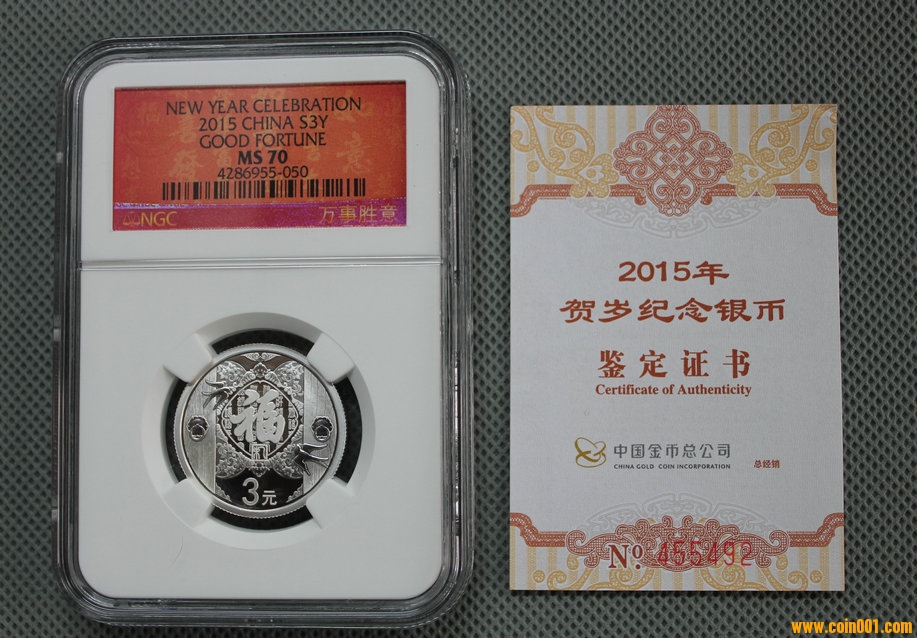 NEW YEAR CELEBRATION
2015 CHINA S3Y
GOOD FORTUNE
MS 70
4286955-050
NGC 万事胜意
福
3元
2015年
贺岁纪念银币
鉴定证书
Certificate of Authenticity
中国金币总公司
CHINA GOLD COIN INCORPORATION
总经销
No. 455492
www.coin001.com